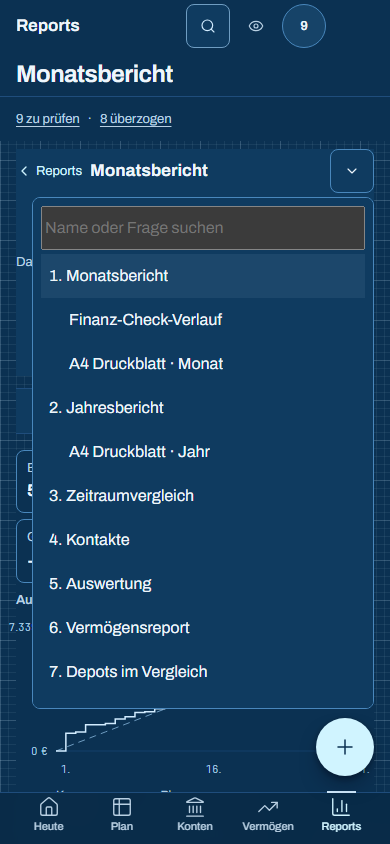 Reports
9
Monatsbericht
9 zu prüfen · 8 überzogen
Reports Monatsbericht
Name oder Frage suchen
1. Monatsbericht
Finanz-Check-Verlauf
A4 Druckblatt · Monat
2. Jahresbericht
A4 Druckblatt · Jahr
3. Zeitraumvergleich
4. Kontakte
5. Auswertung
6. Vermögensreport
7. Depots im Vergleich
0 €
1. 16.
Heute Plan Konten Vermögen Reports